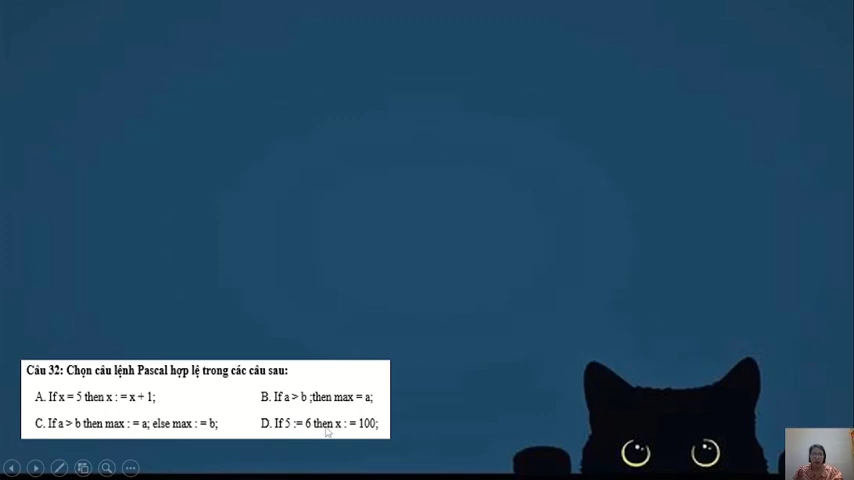 Câu 32: Chọn câu lệnh Pascal hợp lệ trong các câu sau:
A. If x = 5 then x : = x + 1;
B. If a > b ;then max = a;
C. If a > b then max : = a; else max : = b;
D. If 5 := 6 then x : = 100;